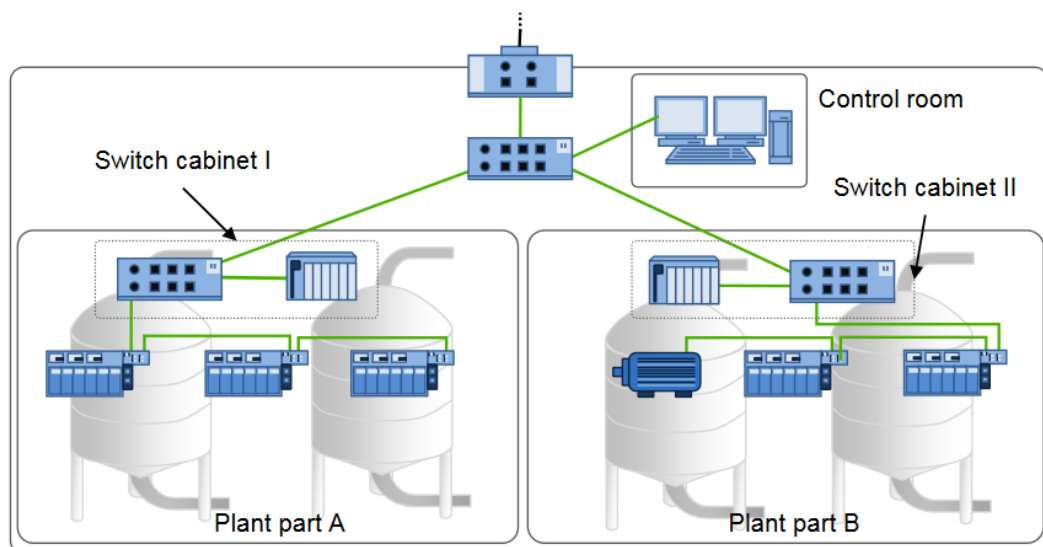 Control room
Switch cabinet I
Switch cabinet II
Plant part A
Plant part B